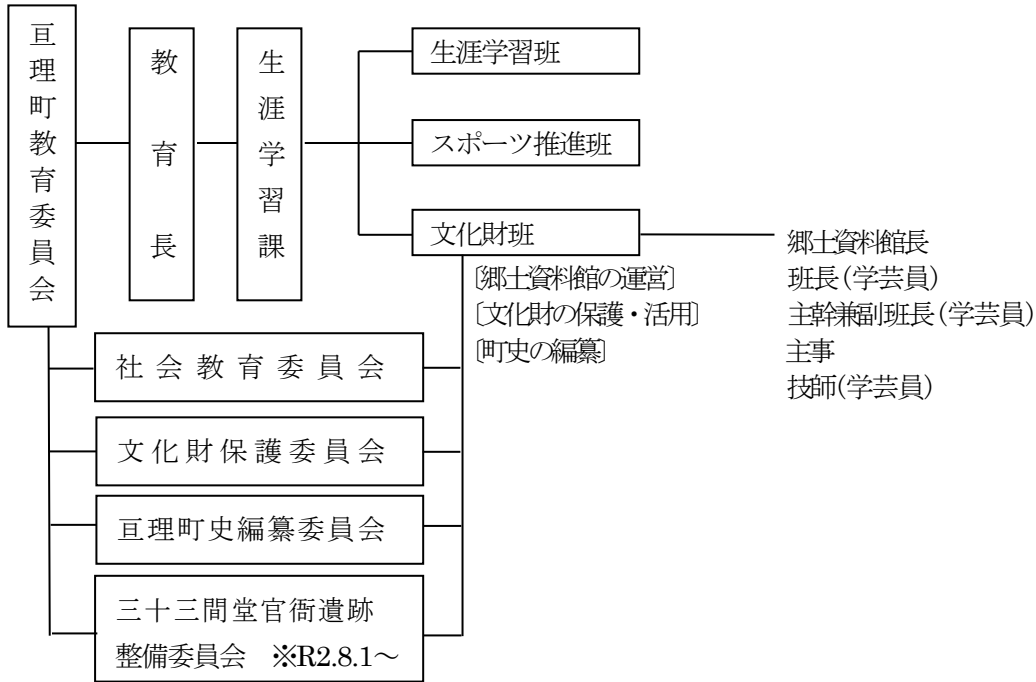 亘理町教育委員会
教育長
生涯学習課
生涯学習班
スポーツ推進班
文化財班
〔郷土資料館の運営〕
〔文化財の保護・活用〕
〔町史の編纂〕
郷土資料館長
班長(学芸員)
主幹兼副班長(学芸員)
主事
技師(学芸員)
社会教育委員会
文化財保護委員会
亘理町史編纂委員会
三十三間堂官衙遺跡
整備委員会　※R2.8.1～